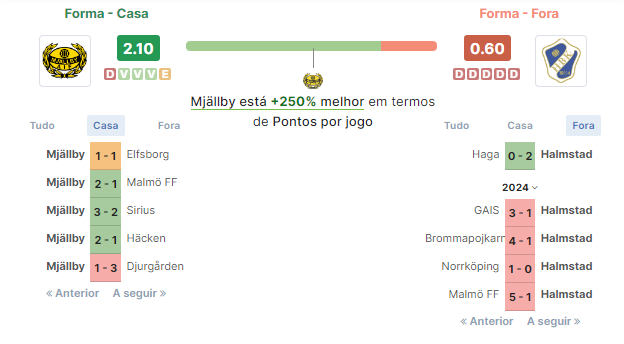 Forma - Casa
2.10
D V V V E
Forma - Fora
0.60
D D D D D
Mjällby está +250% melhor em termos
de Pontos por jogo
Tudo Casa Fora
Mjällby 1 - 1 Elfsborg
Mjällby 2 - 1 Malmö FF
Mjällby 3 - 2 Sirius
Mjällby 2 - 1 Häcken
Mjällby 1 - 3 Djurgården
« Anterior A seguir »
Tudo Casa Fora
Haga 0 - 2 Halmstad
2024
GAIS 3 - 1 Halmstad
Brommapojkarn 4 - 1 Halmstad
Norrköping 1 - 0 Halmstad
Malmö FF 5 - 1 Halmstad
« Anterior A seguir »